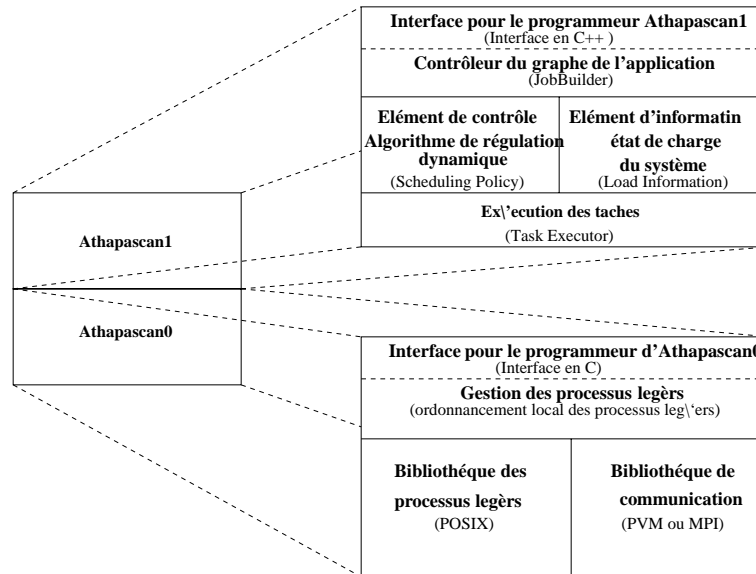 Interface pour le programmeur Athapascan1
(Interface en C++ )
Contrôleur du graphe de l'application
(JobBuilder)
Elément de contrôle
Algorithme de régulation
dynamique
(Scheduling Policy)
Elément d'informatin
état de charge
du système
(Load Information)
Ex\'ecution des taches
(Task Executor)
Athapascan1
Athapascan0
Interface pour le programmeur d'Athapascan0
(Interface en C)
Gestion des processus legèrs
(ordonnancement local des processus leg\'ers)
Bibliothéque des
processus legèrs
(POSIX)
Bibliothéque de
communication
(PVM ou MPI)